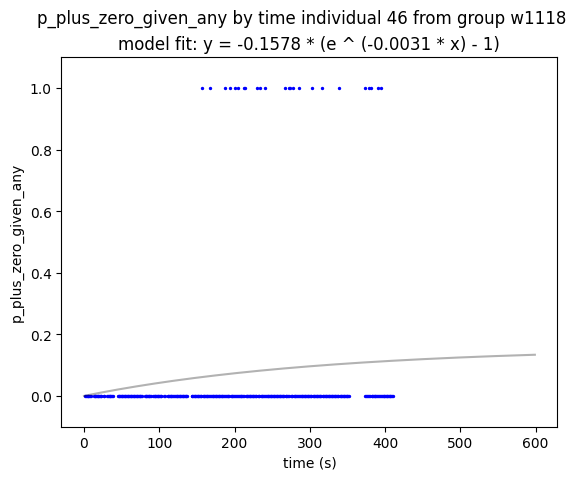 p_plus_zero_given_any by time individual 46 from group w1118
model fit: y = -0.1578 * (e ^ (-0.0031 * x) - 1)
1.0
0.8
0.6
0.4
0.2
0.0
p_plus_zero_given_any
0 100 200 300 400 500 600
time (s)